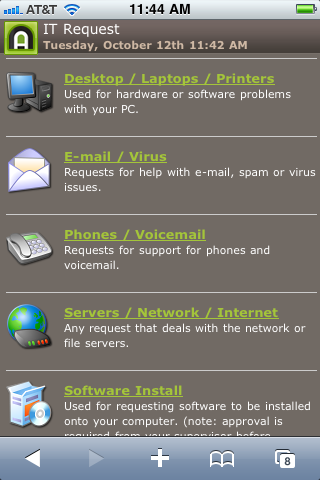 AT&T 11:44 AM
IT Request
Tuesday, October 12th 11:42 AM
Desktop / Laptops / Printers
Used for hardware or software problems
with your PC.
E-mail / Virus
Requests for help with e-mail, spam or virus
issues.
Phones / Voicemail
Requests for support for phones and
voicemail.
Servers / Network / Internet
Any request that deals with the network or
file servers.
Software Install
Used for requesting software to be installed
onto your computer. (note: approval is
required from your supervisor before
8